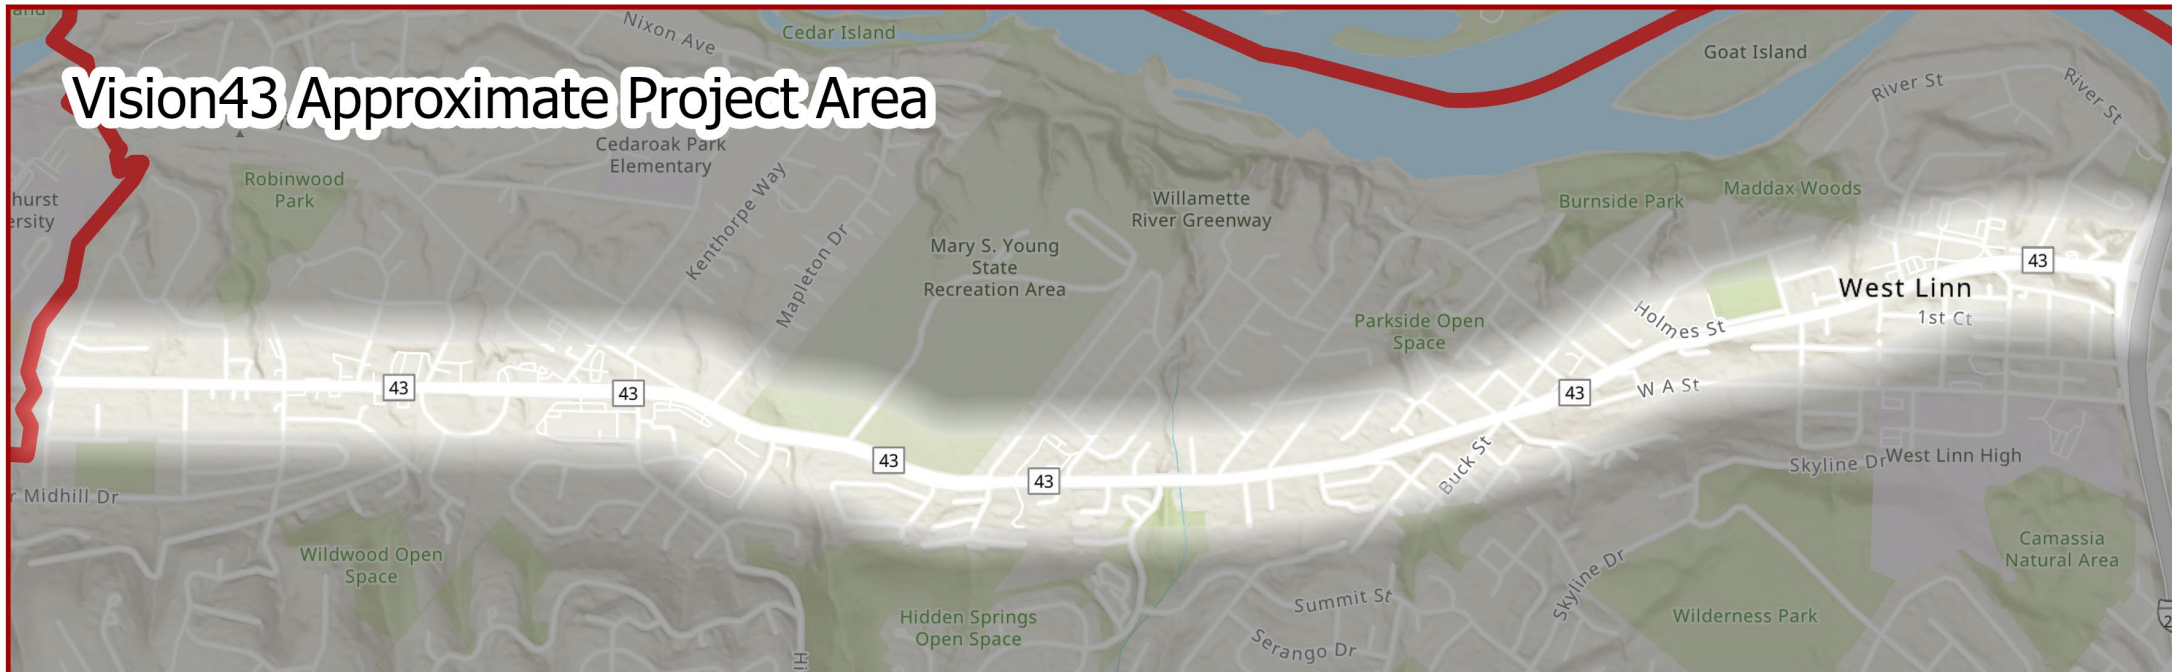 Nixon Ave
Cedar Island
Goat Island
River St
River St
Vision43 Approximate Project Area
Cedaroak Park
Elementary
Robinwood
Park
hurst
ersity
Kenthorpe Way
Mapleton Dr
Mary S. Young
State
Recreation Area
Willamette
River Greenway
Burnside Park
Maddax Woods
43
West Linn
1st Ct
Holmes St
Parkside Open
Space
43
43
43
W A St
43
43
Buck St
Skyline Dr
West Linn High
r Midhill Dr
Wildwood Open
Space
Camassia
Natural Area
Skyline Dr
Summit St
Hidden Springs
Open Space
Wilderness Park
Serango Dr
Hi
2